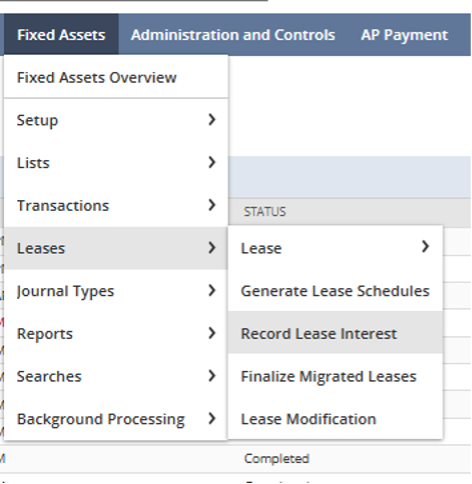 Fixed Assets Administration and Controls AP Payment
Fixed Assets Overview
Setup
Lists
Transactions
STATUS
Leases
Lease
Journal Types
Generate Lease Schedules
Reports
Record Lease Interest
Searches
Finalize Migrated Leases
Background Processing
Lease Modification
Completed